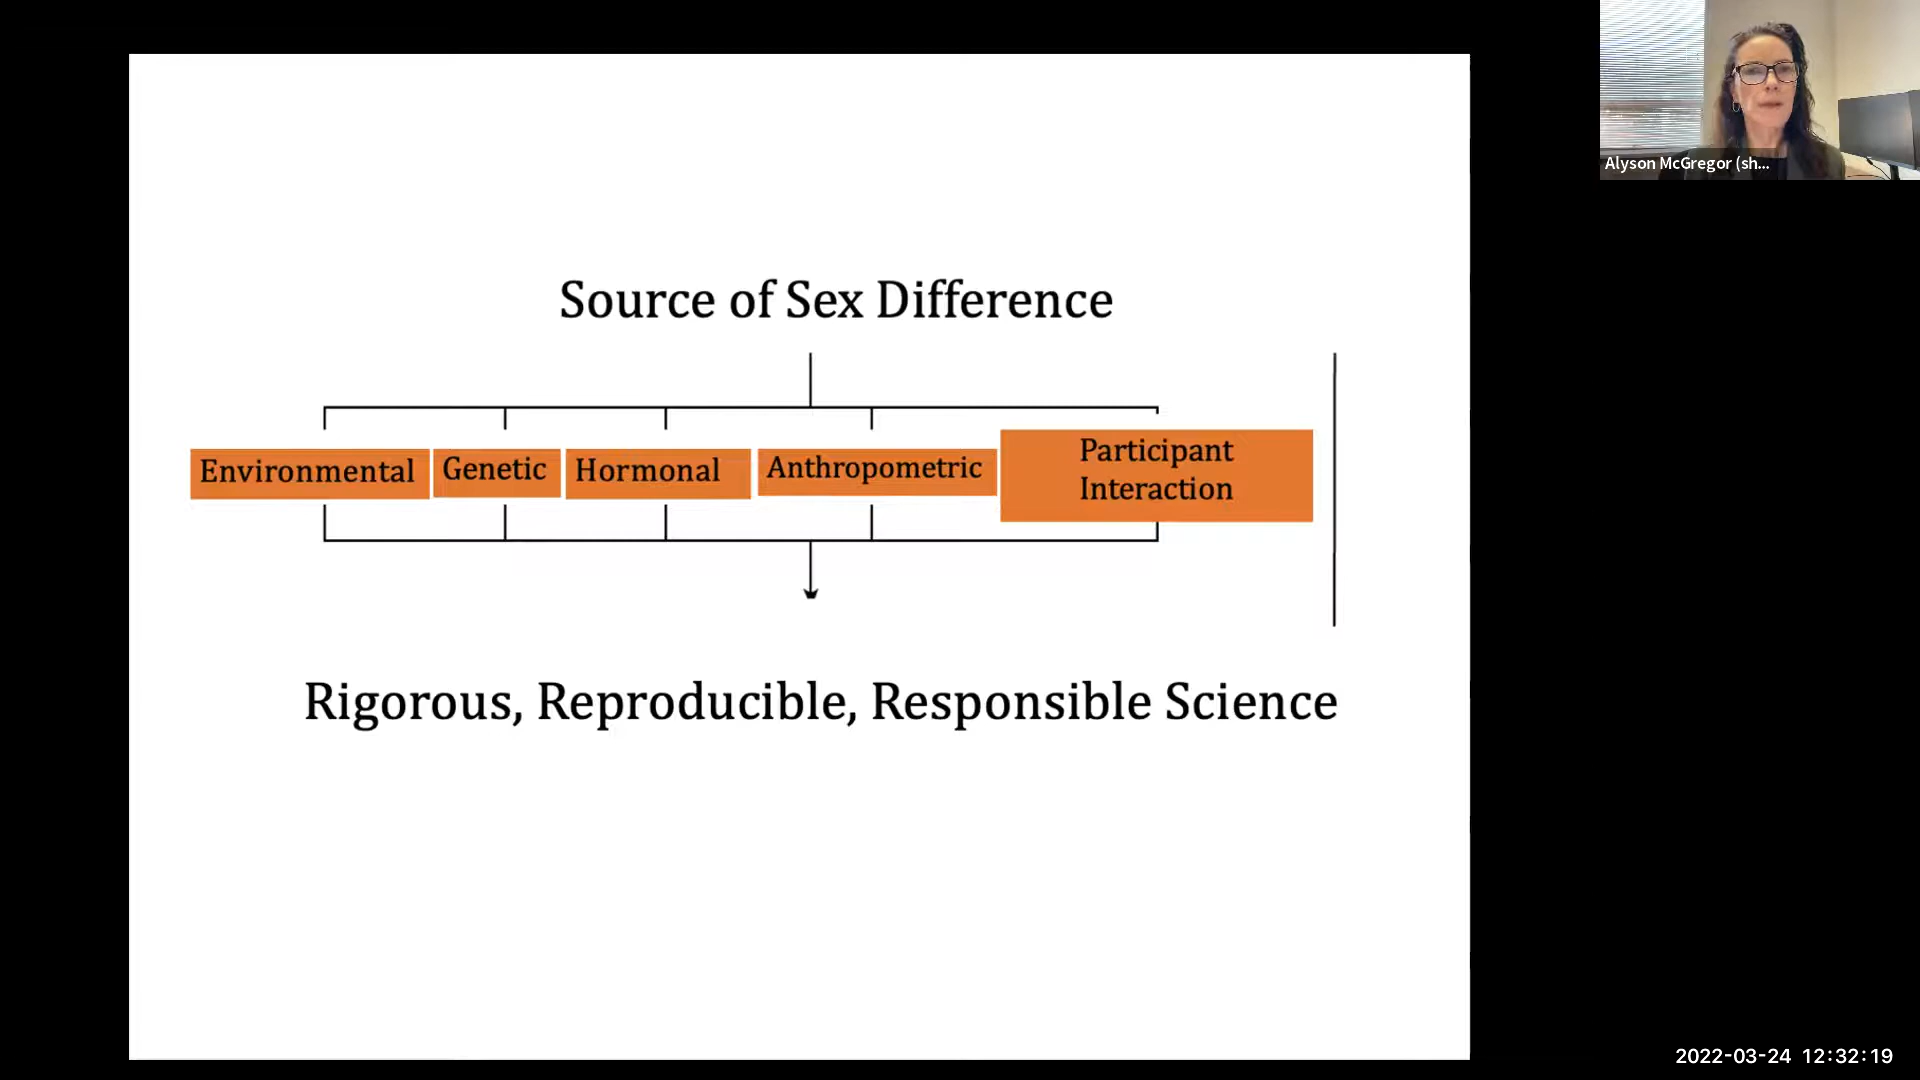 Alyson McGregor (sh...
Source of Sex Difference
Environmental
Genetic
Hormonal
Anthropometric
Participant
Interaction
Rigorous, Reproducible, Responsible Science
2022-03-24 12:32:19